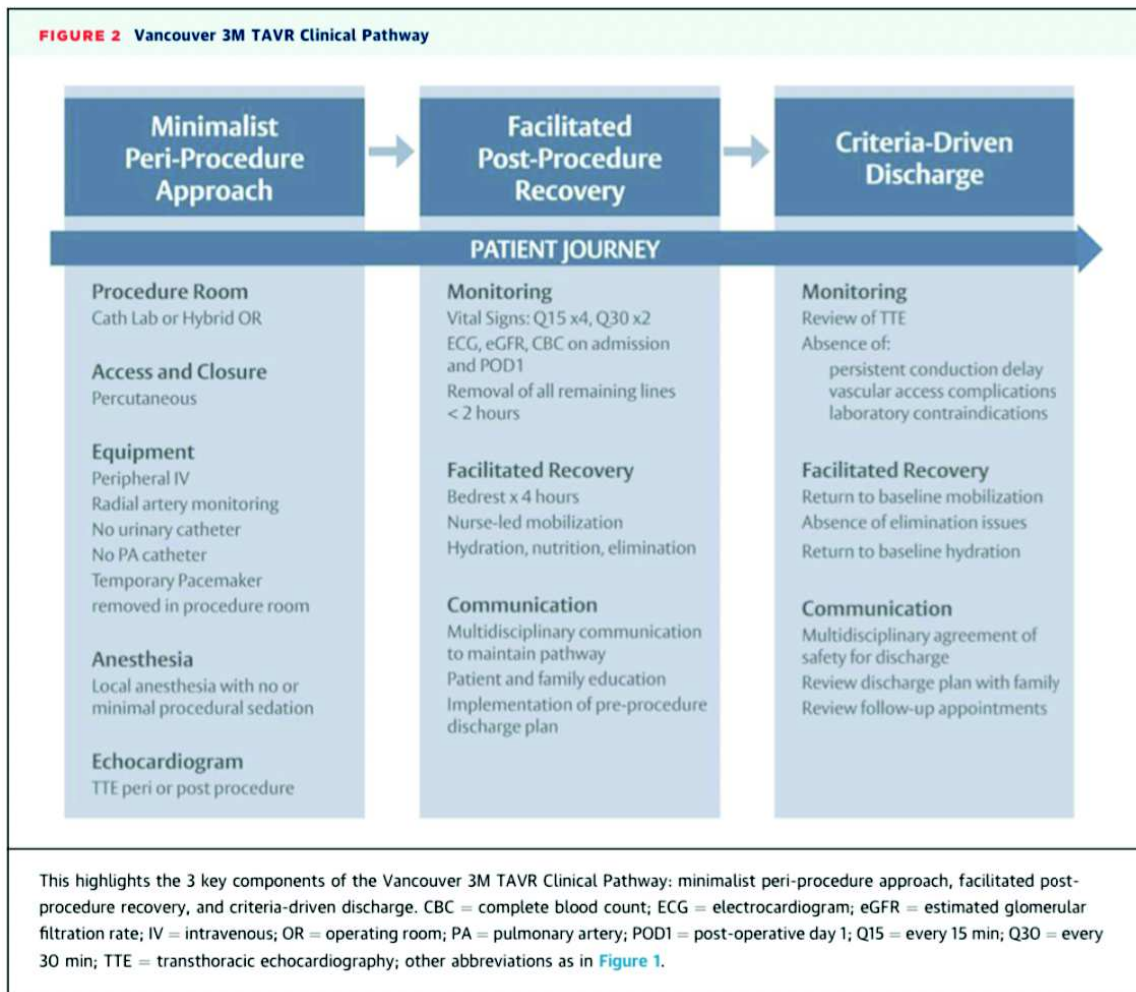 FIGURE 2 Vancouver 3M TAVR Clinical Pathway
Minimalist
Peri-Procedure
Approach
Facilitated
Post-Procedure
Recovery
Criteria-Driven
Discharge
PATIENT JOURNEY
Procedure Room
Cath Lab or Hybrid OR
Access and Closure
Percutaneous
Equipment
Peripheral IV
Radial artery monitoring
No urinary catheter
No PA catheter
Temporary Pacemaker
removed in procedure room
Anesthesia
Local anesthesia with no or
minimal procedural sedation
Echocardiogram
TTE peri or post procedure
Monitoring
Vital Signs: Q15 x4, Q30 x2
ECG, eGFR, CBC on admission
and POD1
Removal of all remaining lines
< 2 hours
Facilitated Recovery
Bedrest x 4 hours
Nurse-led mobilization
Hydration, nutrition, elimination
Communication
Multidisciplinary communication
to maintain pathway
Patient and family education
Implementation of pre-procedure
discharge plan
Monitoring
Review of TTE
Absence of:
persistent conduction delay
vascular access complications
laboratory contraindications
Facilitated Recovery
Return to baseline mobilization
Absence of elimination issues
Return to baseline hydration
Communication
Multidisciplinary agreement of
safety for discharge
Review discharge plan with family
Review follow-up appointments
This highlights the 3 key components of the Vancouver 3M TAVR Clinical Pathway: minimalist peri-procedure approach, facilitated post-
procedure recovery, and criteria-driven discharge. CBC = complete blood count; ECG = electrocardiogram; eGFR = estimated glomerular
filtration rate; IV = intravenous; OR = operating room; PA = pulmonary artery; POD1 = post-operative day 1; Q15 = every 15 min; Q30 = every
30 min; TTE = transthoracic echocardiography; other abbreviations as in Figure 1.